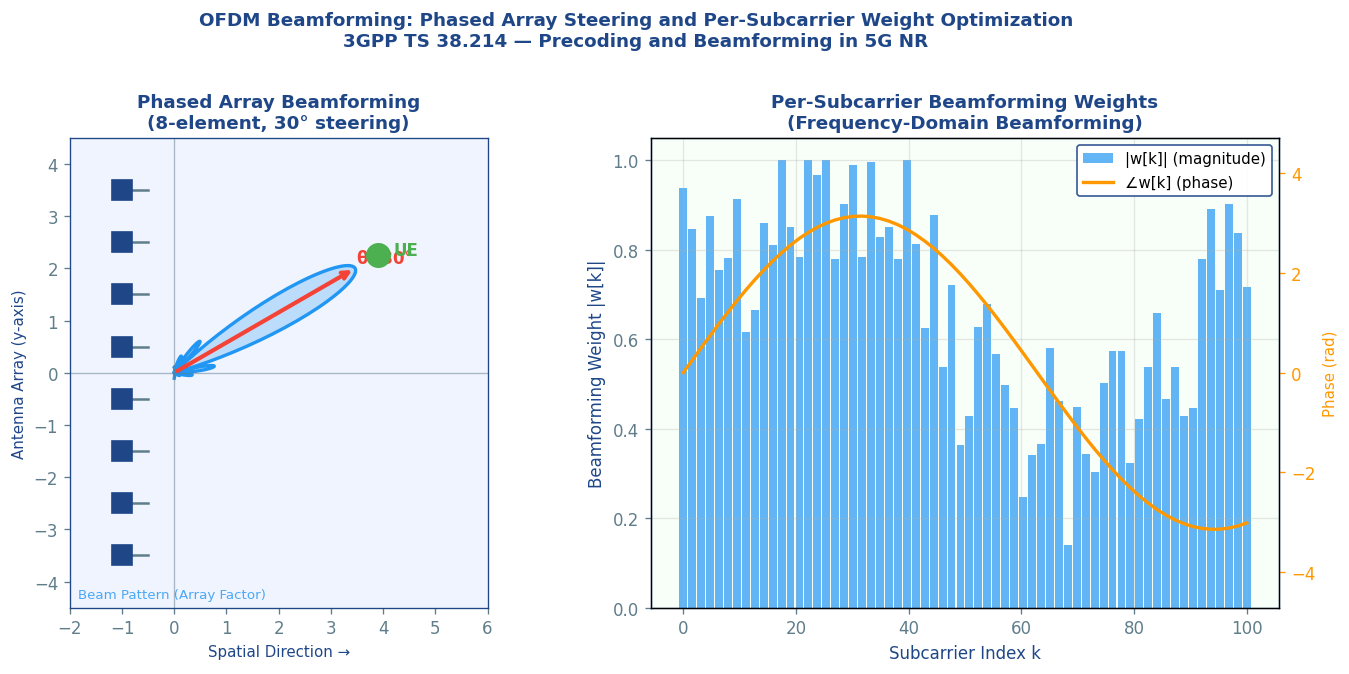 OFDM Beamforming: Phased Array Steering and Per-Subcarrier Weight Optimization
3GPP TS 38.214 — Precoding and Beamforming in 5G NR
Phased Array Beamforming
(8-element, 30° steering)
Antenna Array (y-axis)
4
3
2
1
0
−1
−2
−3
−4
UE
Beam Pattern (Array Factor)
−2
−1
0
1
2
3
4
5
6
Spatial Direction →
Per-Subcarrier Beamforming Weights
(Frequency-Domain Beamforming)
Beamforming Weight |w[k]|
1.0
0.8
0.6
0.4
0.2
0.0
|w[k]| (magnitude)
∠w[k] (phase)
4
2
0
−2
−4
Phase (rad)
0
20
40
60
80
100
Subcarrier Index k